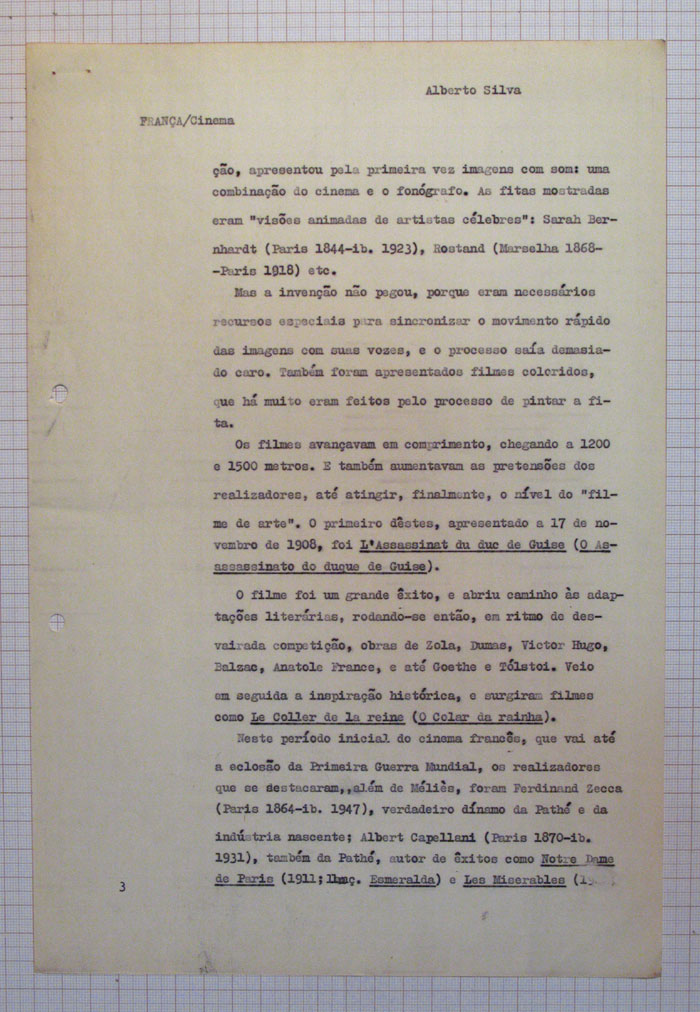 Alberto Silva
FRANÇA/Cinema
ção, apresentou pela primeira vez imagens com som: uma
combinação do cinema e o fonógrafo. As fitas mostradas
eram "visões animadas de artistas célebres": Sarah Ber-
nhardt (Paris 1844-ib. 1923), Rostand (Marselha 1868-
-Paris 1918) etc.
Mas a invenção não pegou, porque eram necessários
recursos especiais para sincronizar o movimento rápido
das imagens com suas vozes, e o processo saía demasia-
do caro. Também foram apresentados filmes coloridos,
que há muito eram feitos pelo processo de pintar a fi-
ta.
Os filmes avançavam em comprimento, chegando a 1200
e 1500 metros. E também aumentavam as pretensões dos
realizadores, até atingir, finalmente, o nível do "fil-
me de arte". O primeiro dêstes, apresentado a 17 de no-
vembro de 1908, foi L'Assassinat du duc de Guise (O As-
assassinato do duque de Guise).
O filme foi um grande êxito, e abriu caminho às adap-
tações literárias, rodando-se então, em ritmo de des-
vairada competição, obras de Zola, Dumas, Victor Hugo,
Balzac, Anatole France, e até Goethe e Tólstoi. Veio
em seguida a inspiração histórica, e surgiram filmes
como Le Coller de la reine (O Colar da rainha).
Neste período inicial do cinema francês, que vai até
a eclosão da Primeira Guerra Mundial, os realizadores
que se destacaram,,além de Méliès, foram Ferdinand Zecca
(Paris 1864-ib. 1947), verdadeiro dínamo da Pathé e da
indústria nascente; Albert Capellani (Paris 1870-ib.
1931), também da Pathé, autor de êxitos como Notre Dame
de Paris (1911; Esmeralda) e Les Miserables
3